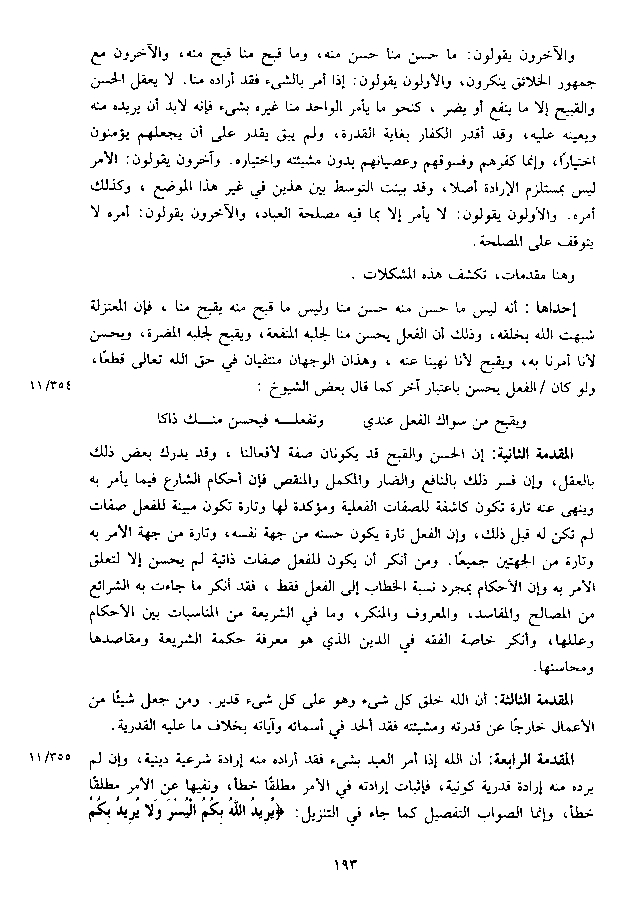 والآخرون يقولون: ما حسن منا حسن منه، وما قبح منا قبح منه، والآخرون مع
جمهور الخلائق ينكرون، والأولون يقولون: إذا أمر بالشىء فقد أراده منا. لا يعقل الحسن
والقبيح إلا ما ينفع أو يضر، كنحو ما يأمر الواحد منا غيره بشىء فإنه لابد أن يريده منه
ويعينه عليه، وقد أقدر الكفار بغاية القدرة، ولم يبق يقدر على أن يجعلهم يؤمنون
اختيارًا، وإنما كفرهم وفسوقهم وعصيانهم بدون مشيئته واختياره. وآخرون يقولون: الأمر
ليس بمستلزم الإرادة أصلا، وقد بينت التوسط بين هذين في غير هذا الموضع، وكذلك
أمره. والأولون يقولون: لا يأمر إلا بما فيه مصلحة العباد، والآخرون يقولون: أمره لا
يتوقف على المصلحة.
وهنا مقدمات، تكشف هذه المشكلات.
إحداها: أنه ليس ما حسن منه حسن منا وليس ما قبح منه يقبح منا، فإن المعتزلة
شبهت الله بخلقه، وذلك أن الفعل يحسن منا لجلبه المنفعة، ويقبح لجلبه المضرة، ويحسن
لأنا أمرنا به، ويقبح لأنا نهينا عنه، وهذان الوجهان منتفيان في حق الله تعالى قطعًا،
ولو كان / الفعل يحسن باعتبار آخر كما قال بعض الشيوخ: ١١/٣٥٤
ويقبح من سواك الفعل عندي وتفعلـــه فيحسن منـــك ذاكا
المقدمة الثانية: إن الحسن والقبح قد يكونان صفة لأفعالنا، وقد يدرك بعض ذلك
بالعقل، وإن فسر ذلك بالنافع والضار والمكمل والمنقص فإن أحكام الشارع فيما يأمر به
وينهى عنه تارة تكون كاشفة للصفات الفعلية ومؤكدة لها وتارة تكون مبينة للفعل صفات
لم تكن له قبل ذلك، وإن الفعل تارة يكون حسنه من جهة نفسه، وتارة من جهة الأمر به
وتارة من الجهتين جميعًا. ومن أنكر أن يكون للفعل صفات ذاتية لم يحسن إلا لتعلق
الأمر به وإن الأحكام بمجرد نسبة الخطاب إلى الفعل فقط، فقد أنكر ما جاءت به الشرائع
من المصالح والمفاسد، والمعروف والمنكر، وما في الشريعة من المناسبات بين الأحكام
وعللها، وأنكر خاصة الفقه في الدين الذي هو معرفة حكمة الشريعة ومقاصدها
ومحاسنها.
المقدمة الثالثة: أن الله خلق كل شىء وهو على كل شىء قدير. ومن جعل شيئًا من
الأعمال خارجًا عن قدرته ومشيئته فقد ألحد في أسمائه وآياته بخلاف ما عليه القدرية.
المقدمة الرابعة: أن الله إذا أمر العبد بشىء فقد أراده منه إرادة شرعية دينية، وإن لم ١١/٣٥٥
يرده منه إرادة قدرية كونية، فإثبات إرادته في الأمر مطلقًا خطأ، ونفيها عن الأمر مطلقًا
خطأ، وإنما الصواب التفصيل كما جاء في التنزيل: ﴿يُرِيدُ اللَّهُ بِكُمُ الْيُسْرَ وَلا يُرِيدُ بِكُمُ
١٩٣